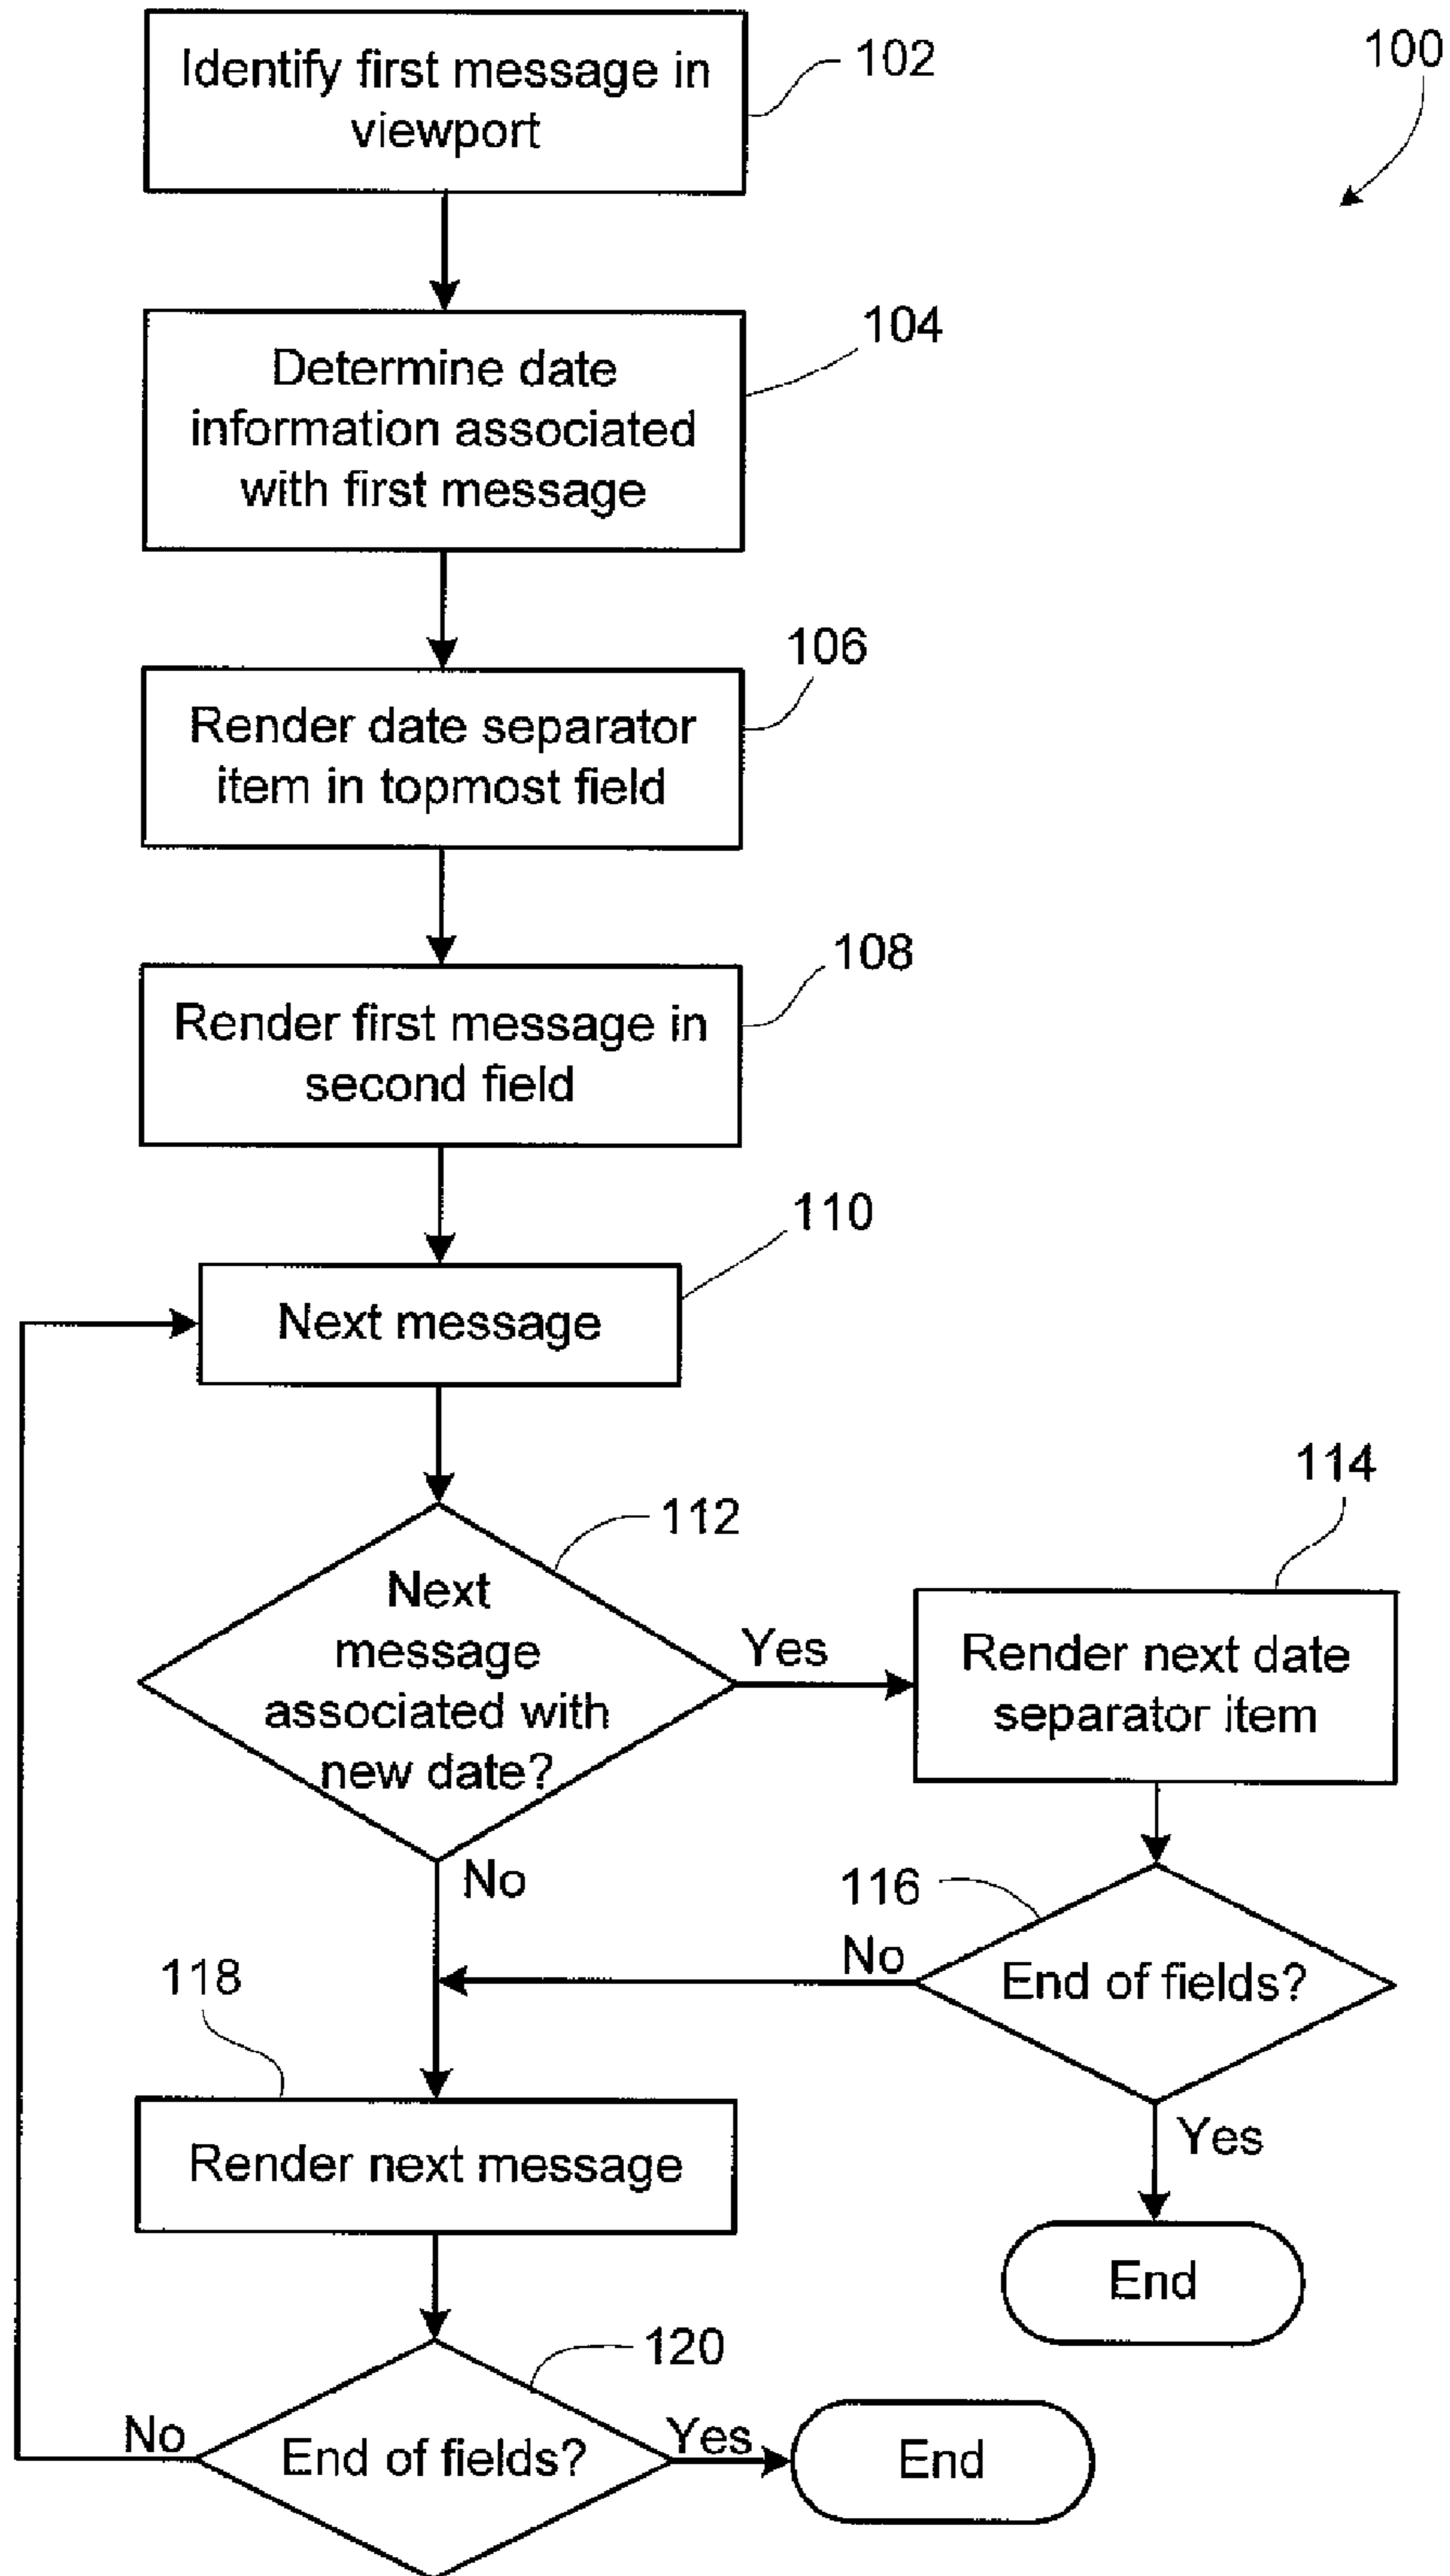 Identify first message in
viewport
102
100
Determine date
information associated
with first message
104
Render date separator
item in topmost field
106
Render first message in
second field
108
Next message
110
Next
message
associated with
new date?
112
Yes
No
Render next date
separator item
114
End of fields?
116
No
Yes
End
Render next message
118
End of fields?
120
No
Yes
End